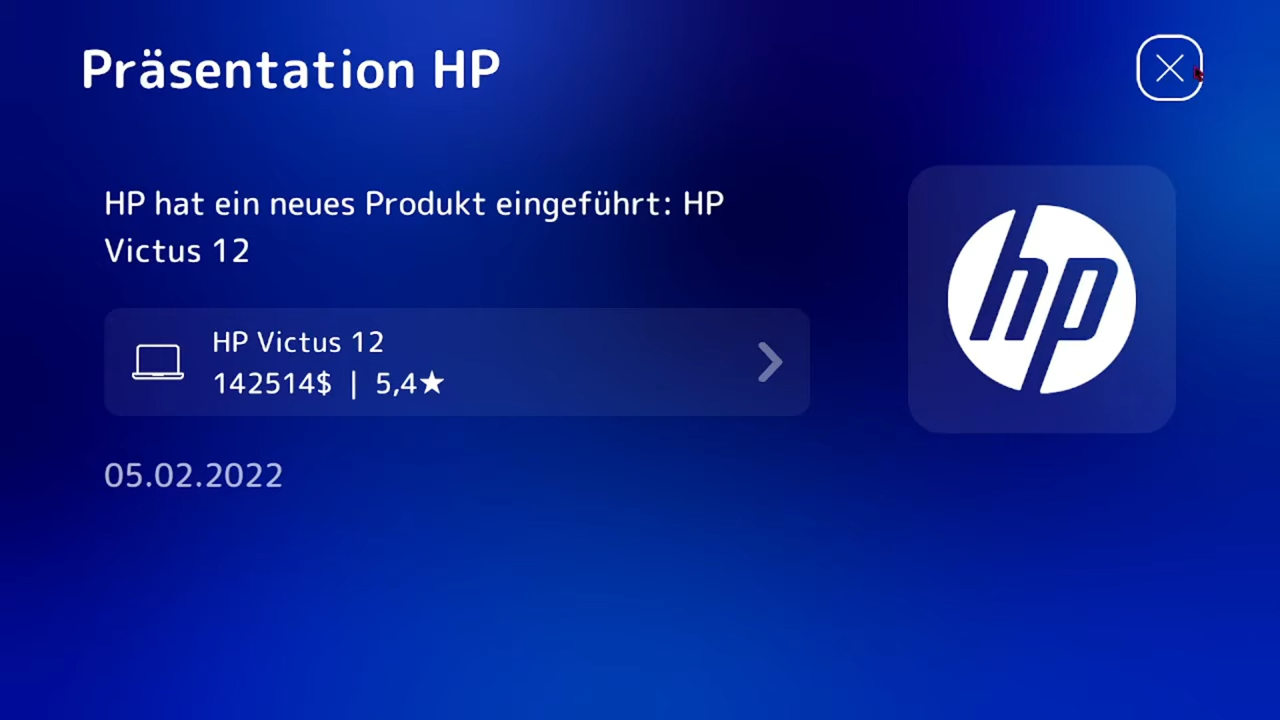 Präsentation HP
HP hat ein neues Produkt eingeführt: HP
Victus 12
HP Victus 12
142514$ | 5,4★
05.02.2022
hp